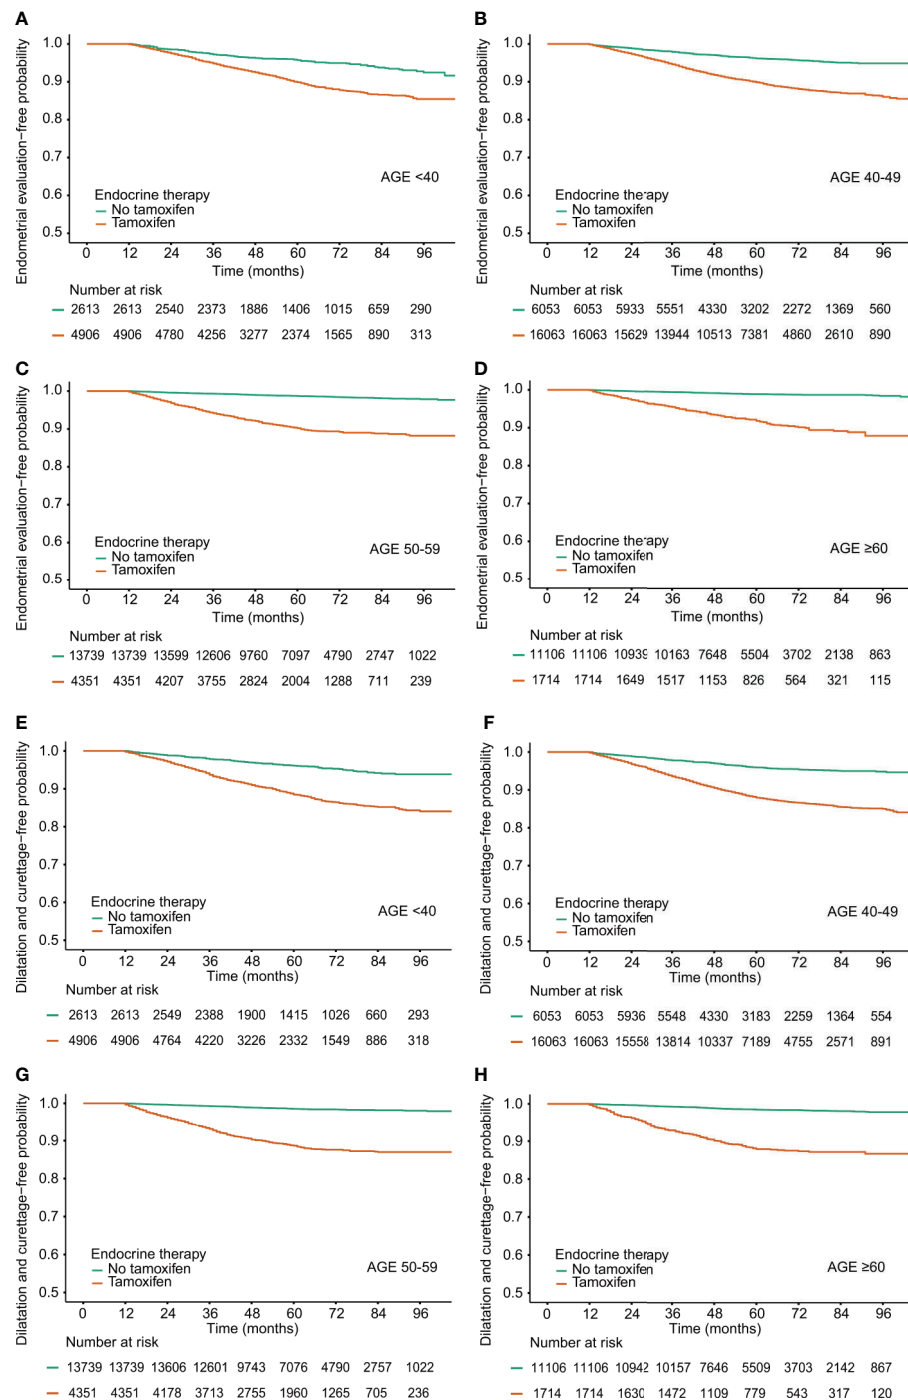 A
Endometrial evaluation-free probability
1.0
0.9
0.8
0.7
0.6
0.5
AGE <40
Endocrine therapy
No tamoxifen
Tamoxifen
0 12 24 36 48 60 72 84 96
Time (months)
Number at risk
2613 2613 2540 2373 1886 1406 1015 659 290
4906 4906 4780 4256 3277 2374 1565 890 313
B
Endometrial evaluation-free probability
1.0
0.9
0.8
0.7
0.6
0.5
AGE 40-49
Endocrine therapy
No tamoxifen
Tamoxifen
0 12 24 36 48 60 72 84 96
Time (months)
Number at risk
6053 6053 5933 5551 4330 3202 2272 1369 560
16063 16063 15629 13944 10513 7381 4860 2610 890
C
Endometrial evaluation-free probability
1.0
0.9
0.8
0.7
0.6
0.5
AGE 50-59
Endocrine therapy
No tamoxifen
Tamoxifen
0 12 24 36 48 60 72 84 96
Time (months)
Number at risk
13739 13739 13599 12606 9760 7097 4790 2747 1022
4351 4351 4207 3755 2824 2004 1288 711 239
D
Endometrial evaluation-free probability
1.0
0.9
0.8
0.7
0.6
0.5
AGE ≥60
Endocrine therapy
No tamoxifen
Tamoxifen
0 12 24 36 48 60 72 84 96
Time (months)
Number at risk
11106 11106 10939 10163 7648 5504 3702 2138 863
1714 1714 1649 1517 1153 826 564 321 115
E
Dilatation and curettage-free probability
1.0
0.9
0.8
0.7
0.6
0.5
AGE <40
Endocrine therapy
No tamoxifen
Tamoxifen
0 12 24 36 48 60 72 84 96
Time (months)
Number at risk
2613 2613 2549 2388 1900 1415 1026 660 293
4906 4906 4764 4220 3226 2332 1549 886 318
F
Dilatation and curettage-free probability
1.0
0.9
0.8
0.7
0.6
0.5
AGE 40-49
Endocrine therapy
No tamoxifen
Tamoxifen
0 12 24 36 48 60 72 84 96
Time (months)
Number at risk
6053 6053 5936 5548 4330 3183 2259 1364 554
16063 16063 15558 13814 10337 7189 4755 2571 891
G
Dilatation and curettage-free probability
1.0
0.9
0.8
0.7
0.6
0.5
AGE 50-59
Endocrine therapy
No tamoxifen
Tamoxifen
0 12 24 36 48 60 72 84 96
Time (months)
Number at risk
13739 13739 13606 12601 9743 7076 4790 2757 1022
4351 4351 4178 3713 2755 1960 1265 705 236
H
Dilatation and curettage-free probability
1.0
0.9
0.8
0.7
0.6
0.5
AGE ≥60
Endocrine therapy
No tamoxifen
Tamoxifen
0 12 24 36 48 60 72 84 96
Time (months)
Number at risk
11106 11106 10942 10157 7646 5509 3703 2142 867
1714 1714 1630 1472 1109 779 543 317 120